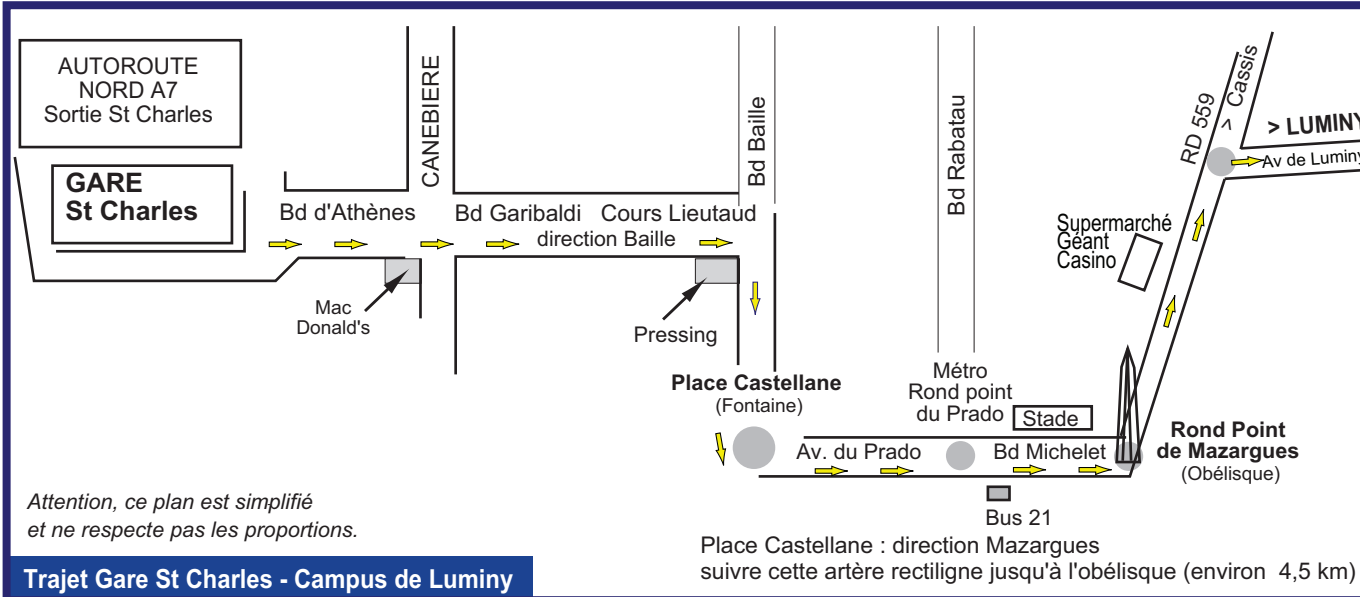 AUTOROUTE
NORD A7
Sortie St Charles
GARE
St Charles
Bd d'Athènes
CANEBIERE
Bd Garibaldi
Cours Lieutaud
direction Baille
Mac
Donald's
Pressing
Bd Baille
Place Castellane
(Fontaine)
Av. du Prado
Bd Rabatau
Métro
Rond point
du Prado
Stade
Bd Michelet
Bus 21
Rond Point
de Mazargues
(Obélisque)
Supermarché
Géant
Casino
RD 559
> Cassis
> LUMINY
Av de Luminy
Attention, ce plan est simplifié
et ne respecte pas les proportions.
Place Castellane : direction Mazargues
suivre cette artère rectiligne jusqu'à l'obélisque (environ 4,5 km)
Trajet Gare St Charles - Campus de Luminy